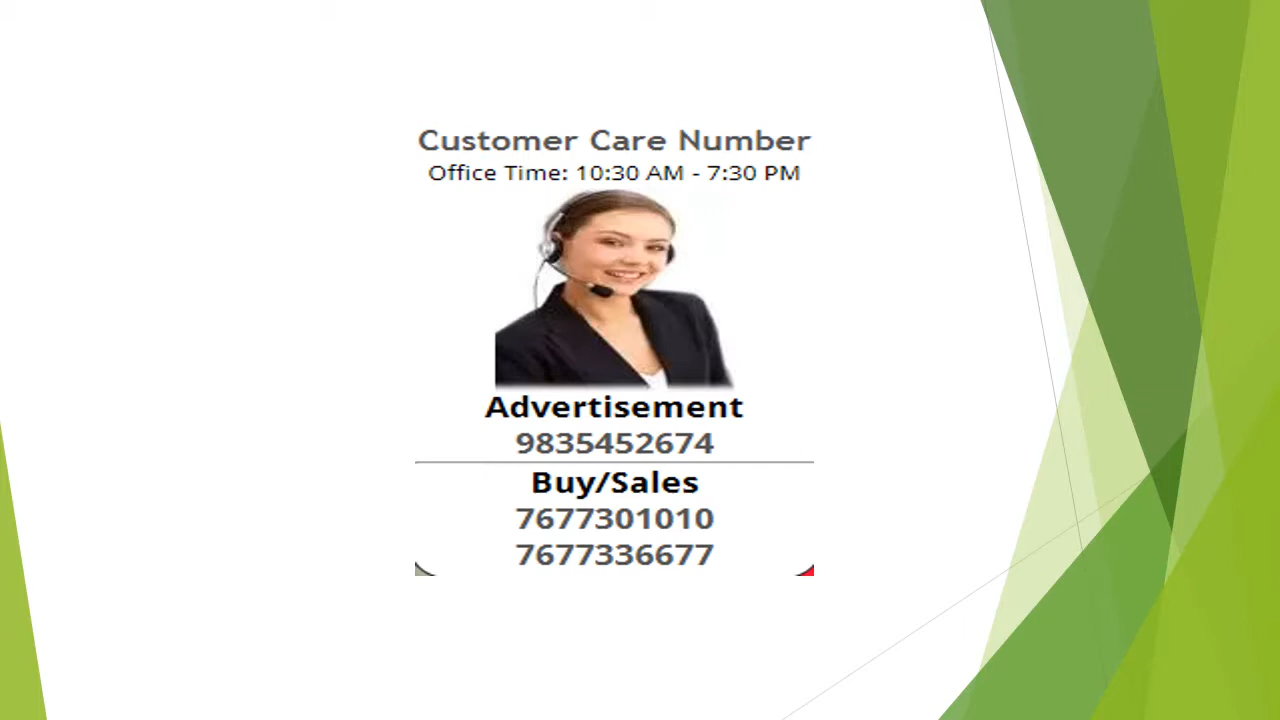 Customer Care Number
Office Time: 10:30 AM - 7:30 PM
Advertisement
9835452674
Buy/Sales
7677301010
7677336677